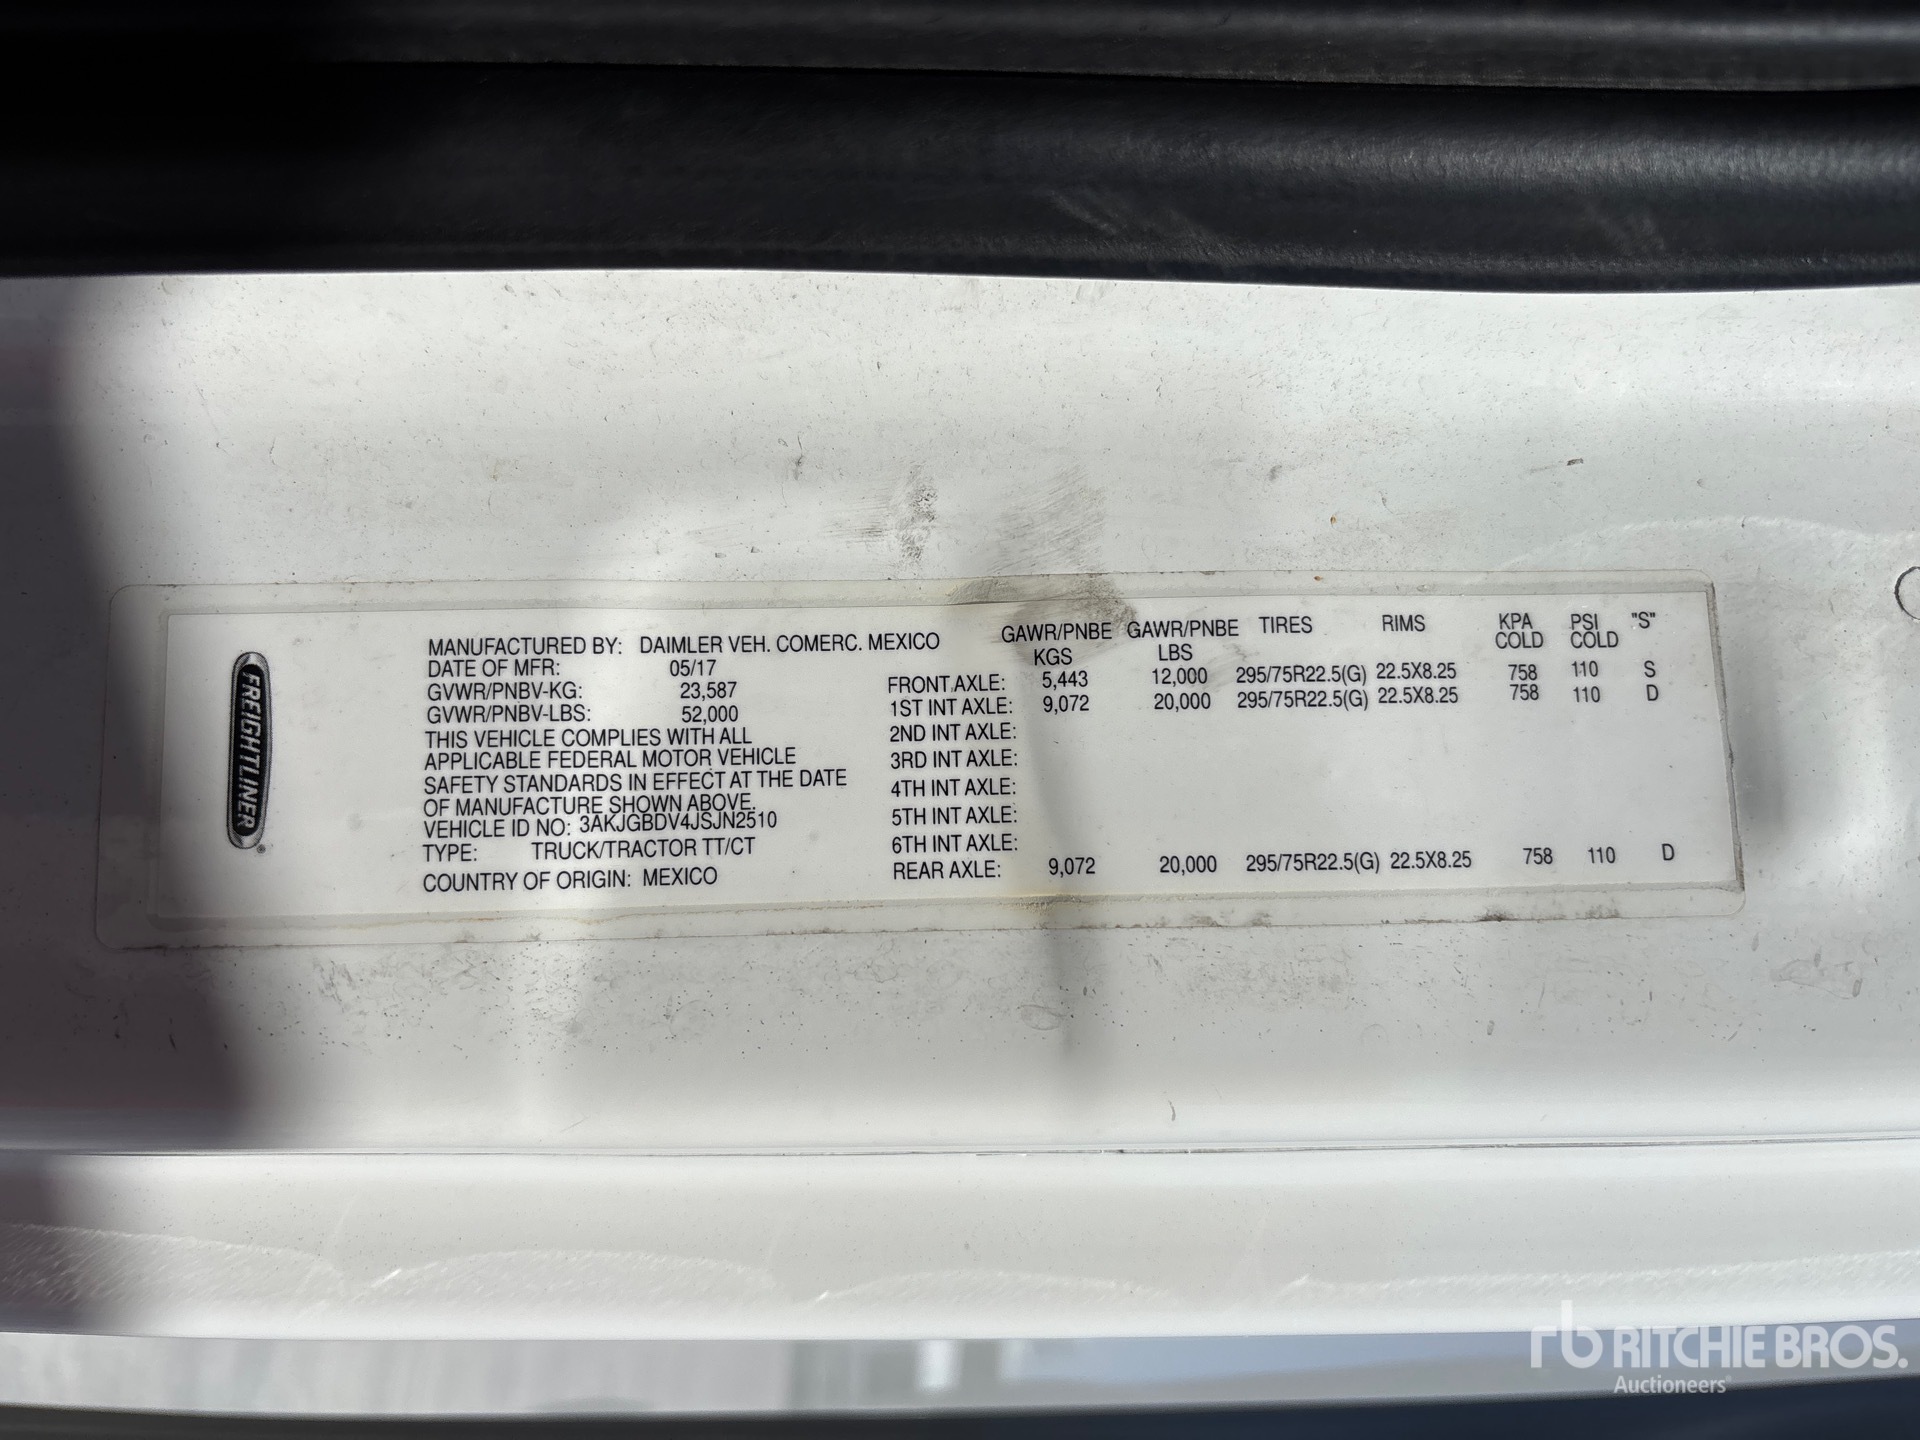 FREIGHTLINER
MANUFACTURED BY: DAIMLER VEH. COMERC. MEXICO
DATE OF MFR: 05/17
GVWR/PNBV-KG: 23,587
GVWR/PNBV-LBS: 52,000
THIS VEHICLE COMPLIES WITH ALL
APPLICABLE FEDERAL MOTOR VEHICLE
SAFETY STANDARDS IN EFFECT AT THE DATE
OF MANUFACTURE SHOWN ABOVE.
VEHICLE ID NO: 3AKJGBDV4JSJN2510
TYPE: TRUCK/TRACTOR TT/CT
COUNTRY OF ORIGIN: MEXICO
GAWR/PNBE GAWR/PNBE TIRES RIMS KPA PSI "S"
KGS LBS COLD COLD
FRONT AXLE: 5,443 12,000 295/75R22.5(G) 22.5X8.25 758 110 S
1ST INT AXLE: 9,072 20,000 295/75R22.5(G) 22.5X8.25 758 110 D
2ND INT AXLE:
3RD INT AXLE:
4TH INT AXLE:
5TH INT AXLE:
6TH INT AXLE:
REAR AXLE: 9,072 20,000 295/75R22.5(G) 22.5X8.25 758 110 D
rb RITCHIE BROS.
Auctioneers